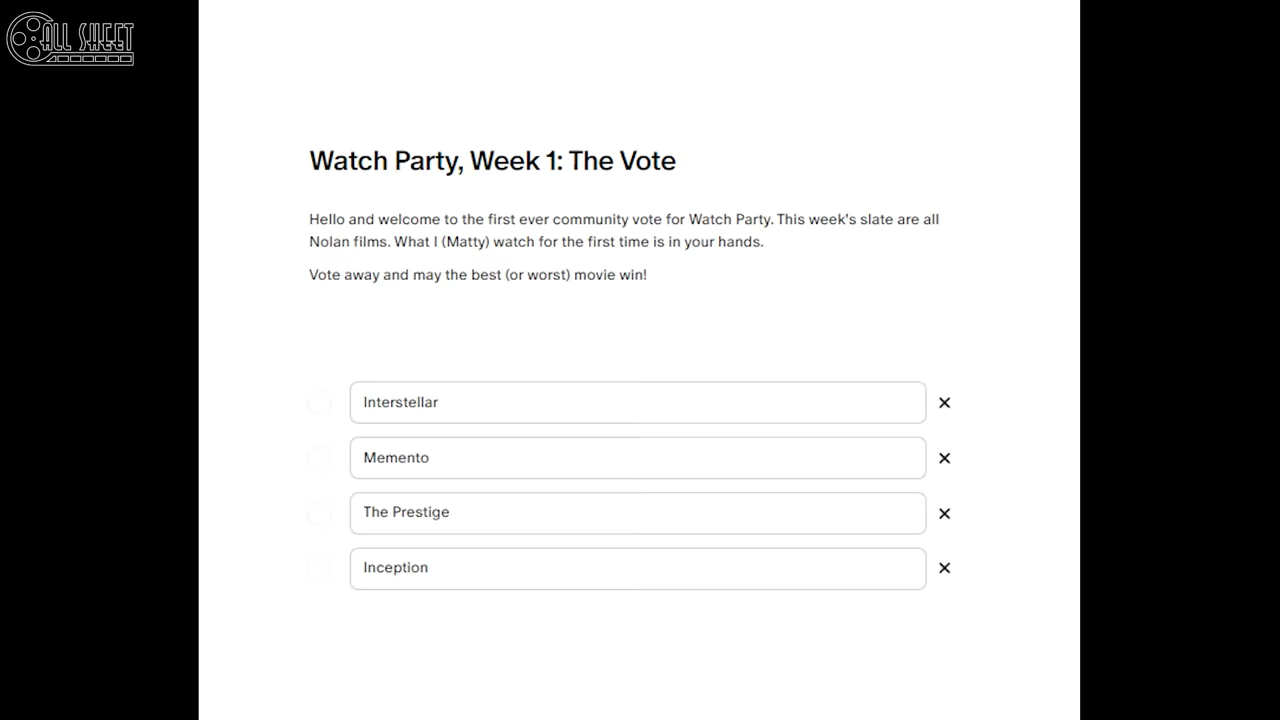 CALL SHEET
Watch Party, Week 1: The Vote
Hello and welcome to the first ever community vote for Watch Party. This week's slate are all
Nolan films. What I (Matty) watch for the first time is in your hands.
Vote away and may the best (or worst) movie win!
Interstellar
Memento
The Prestige
Inception